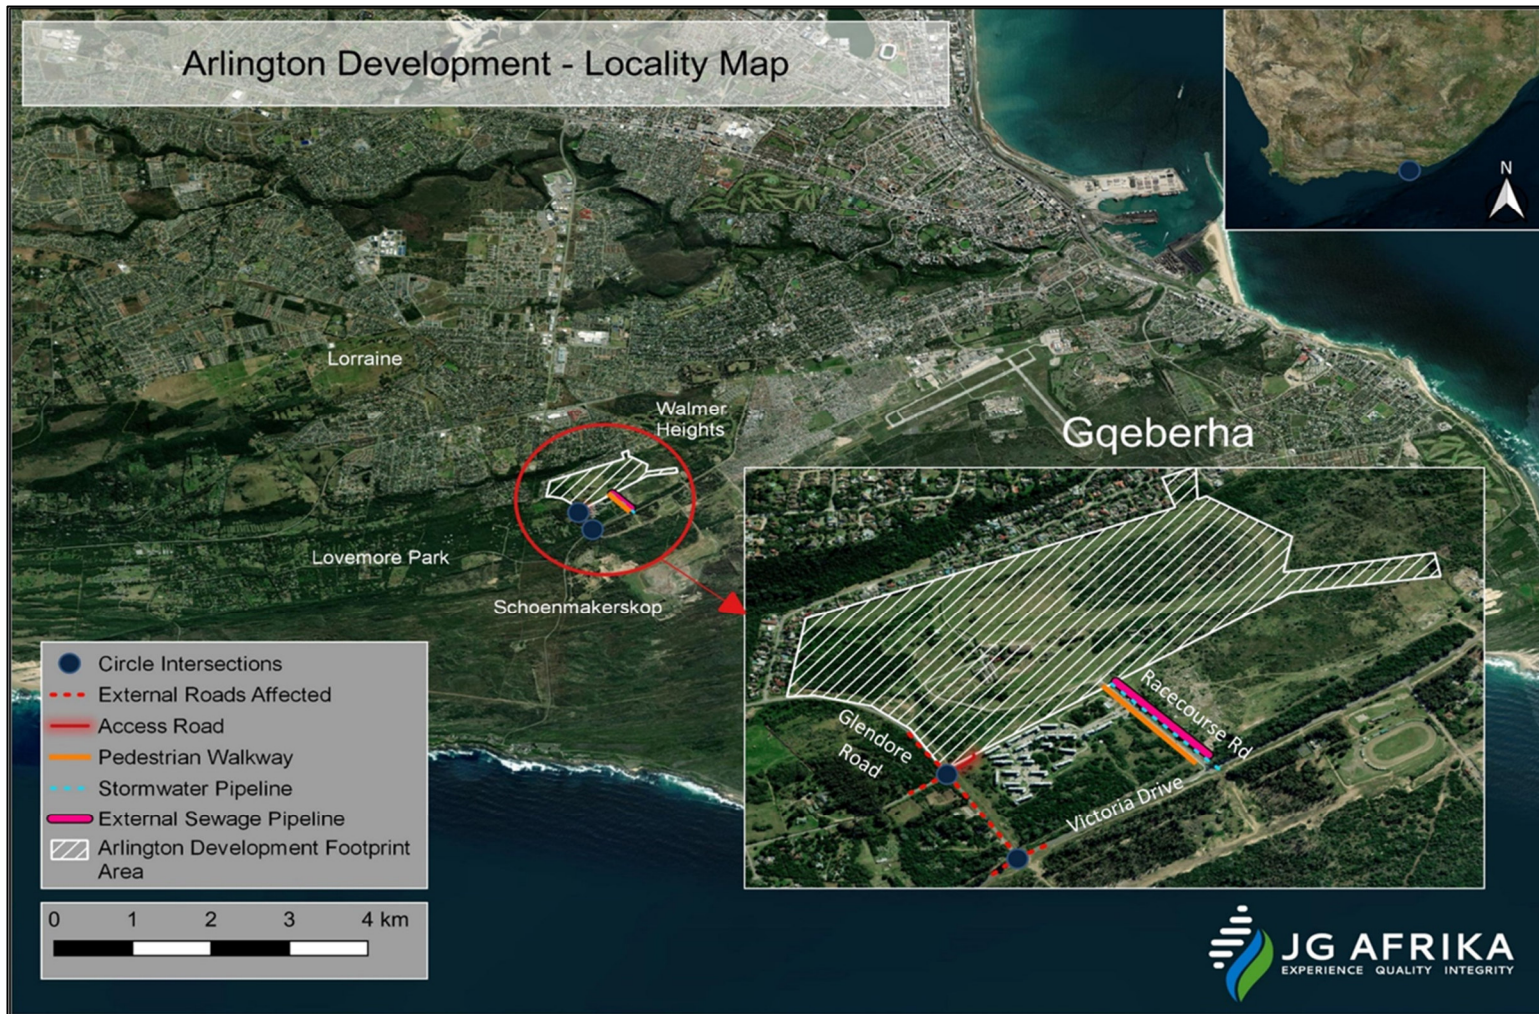 Arlington Development - Locality Map
N
Lorraine
Walmer
Heights
Gqeberha
Lovemore Park
Schoenmakerskop
Glendore
Road
Racecourse Rd
Victoria Drive
Circle Intersections
External Roads Affected
Access Road
Pedestrian Walkway
Stormwater Pipeline
External Sewage Pipeline
Arlington Development Footprint
Area
0 1 2 3 4 km
JG AFRIKA
EXPERIENCE QUALITY INTEGRITY